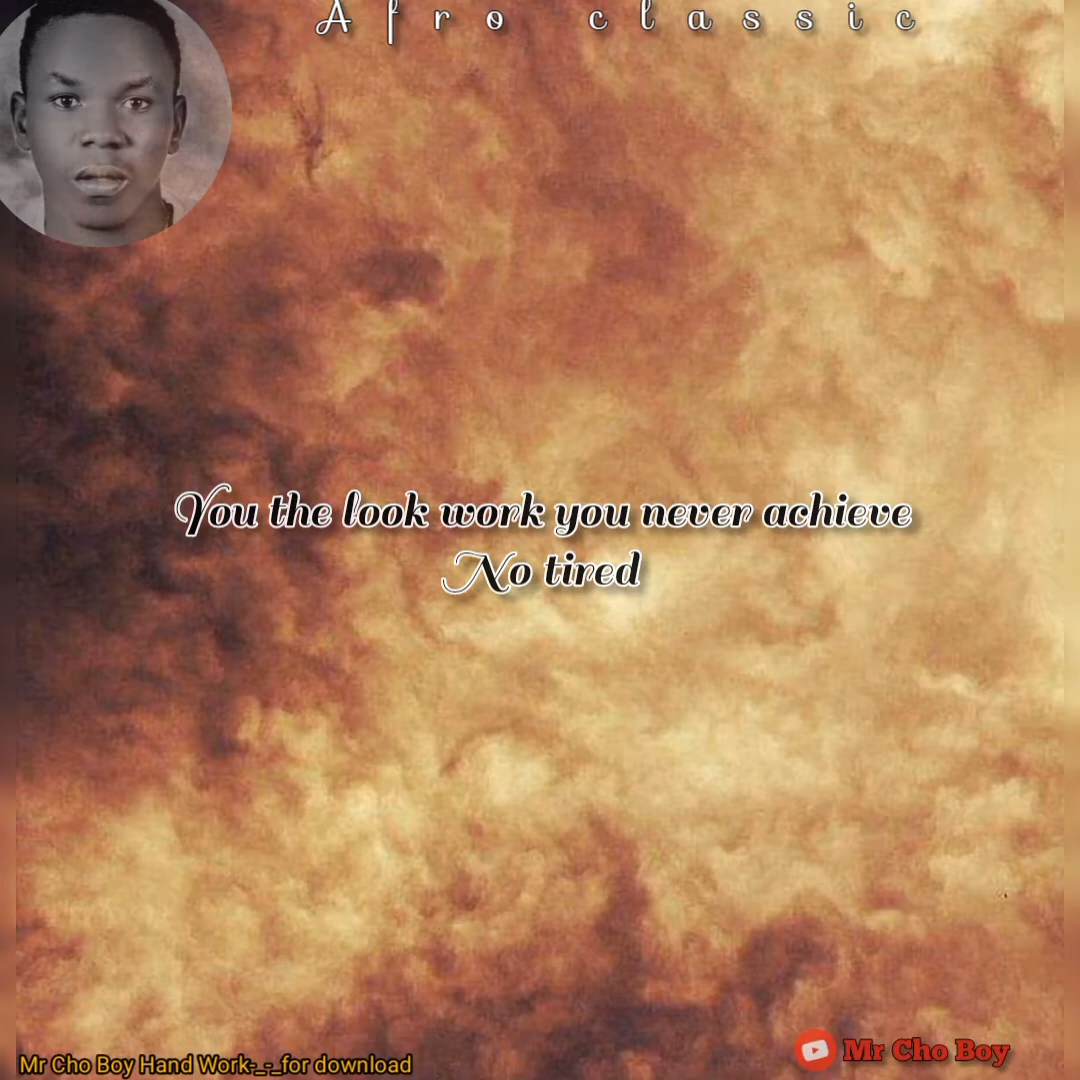 Afro classic
You the look work you never achieve
No tired
Mr Cho Boy Hand Work-_-_for download
Mr Cho Boy